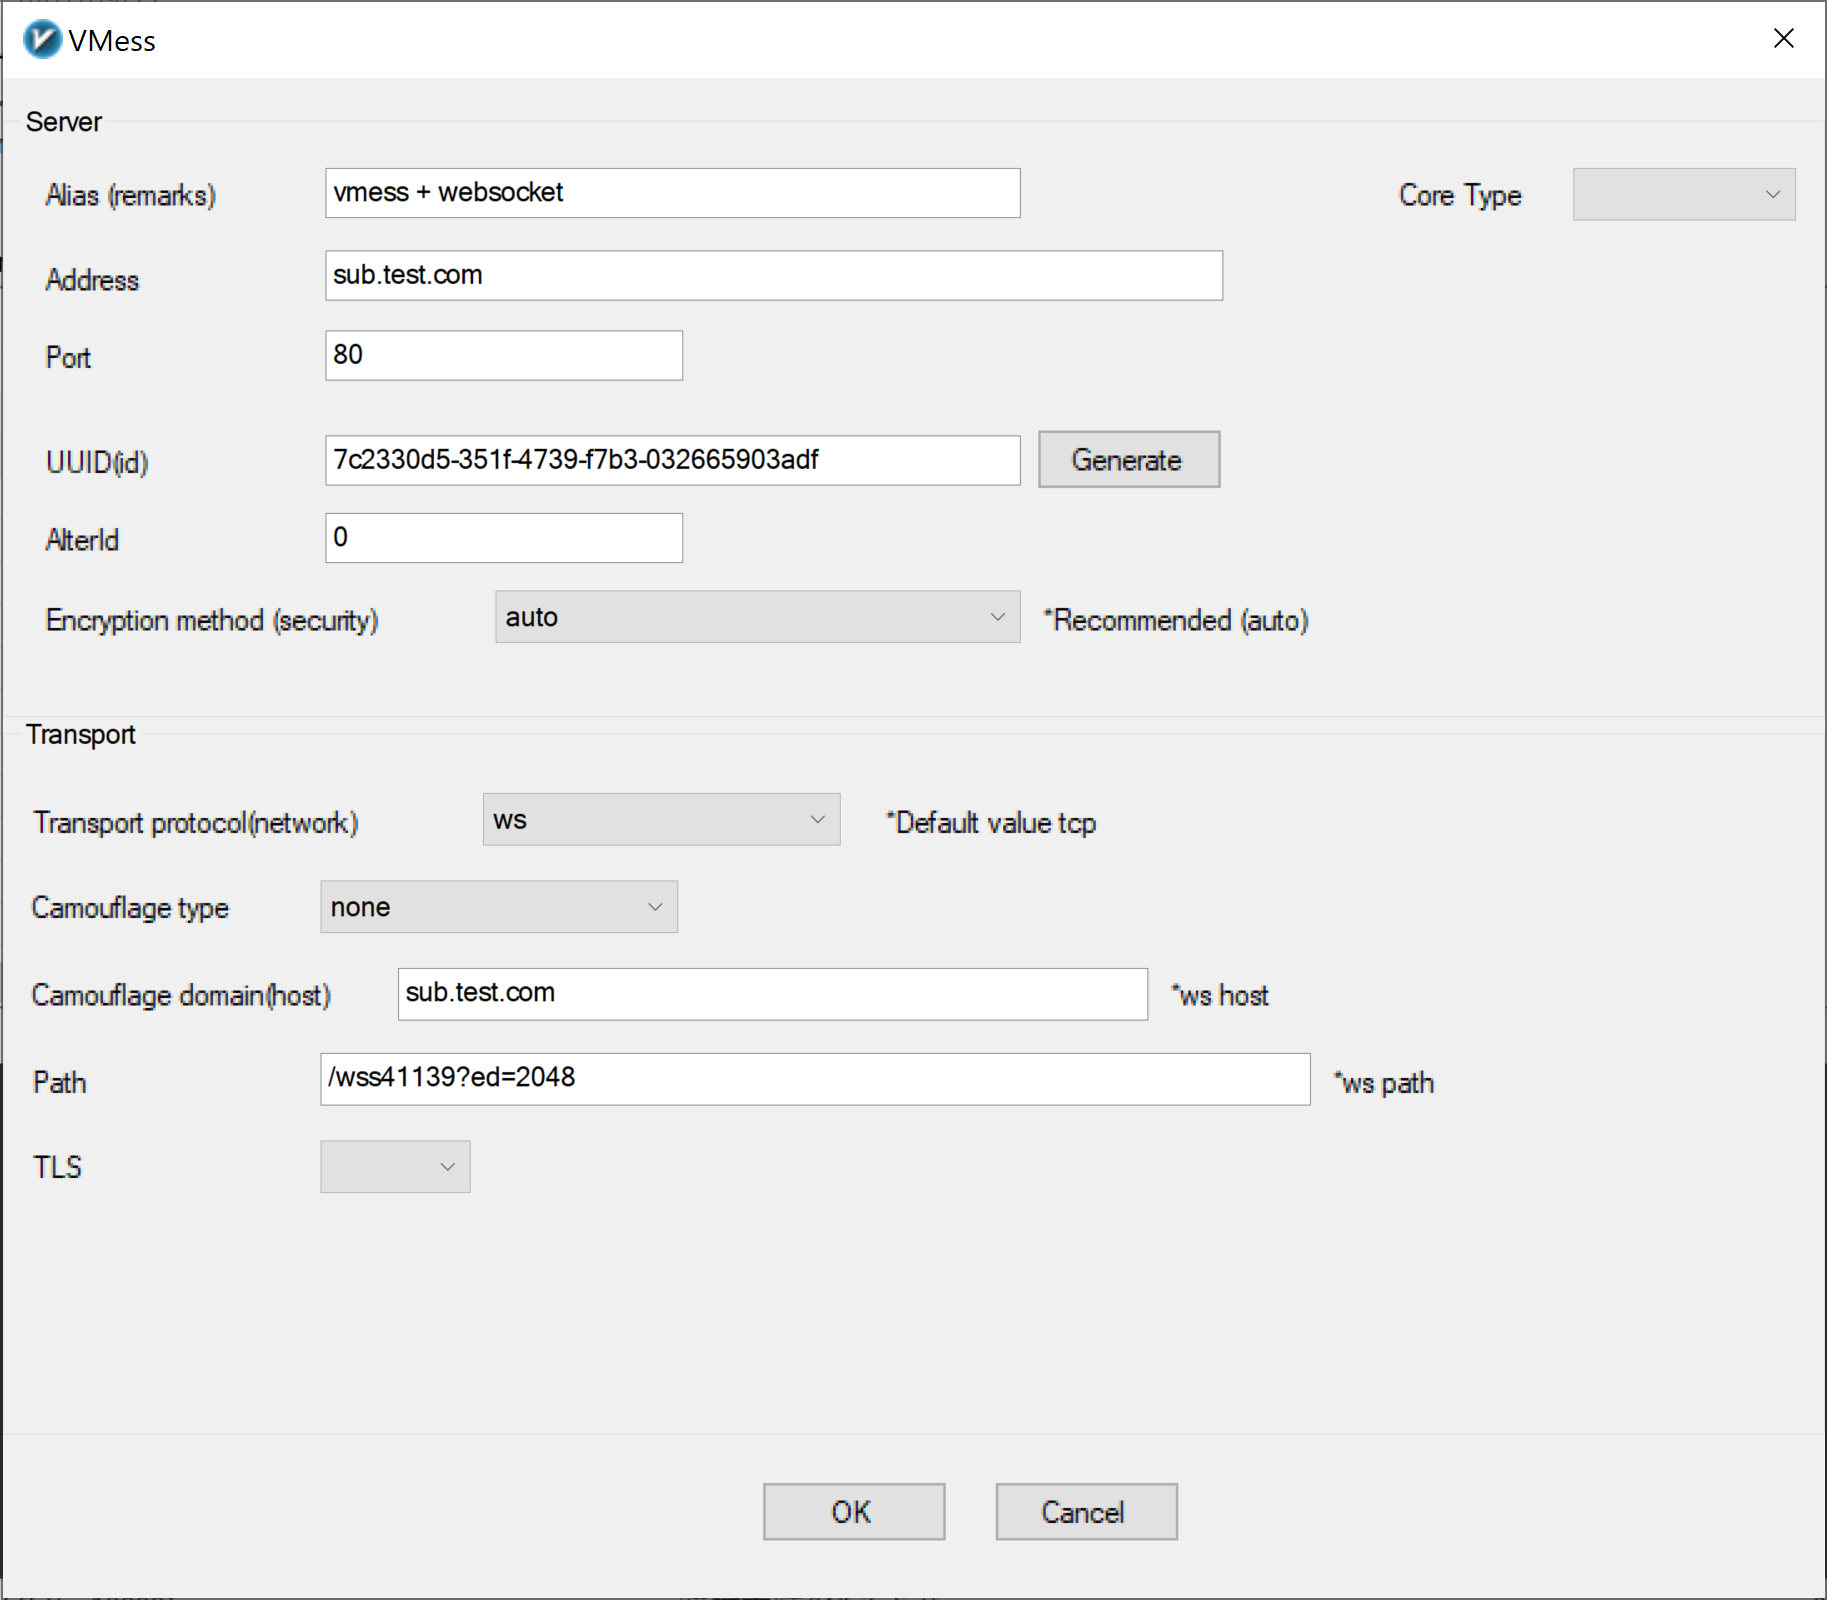 VMess
Server
Alias (remarks) vmess + websocket Core Type
Address sub.test.com
Port 80
UUID(id) 7c2330d5-351f-4739-f7b3-032665903adf Generate
AlterId 0
Encryption method (security) auto *Recommended (auto)
Transport
Transport protocol(network) ws *Default value tcp
Camouflage type none
Camouflage domain(host) sub.test.com *ws host
Path /wss41139?ed=2048 *ws path
TLS
OK Cancel